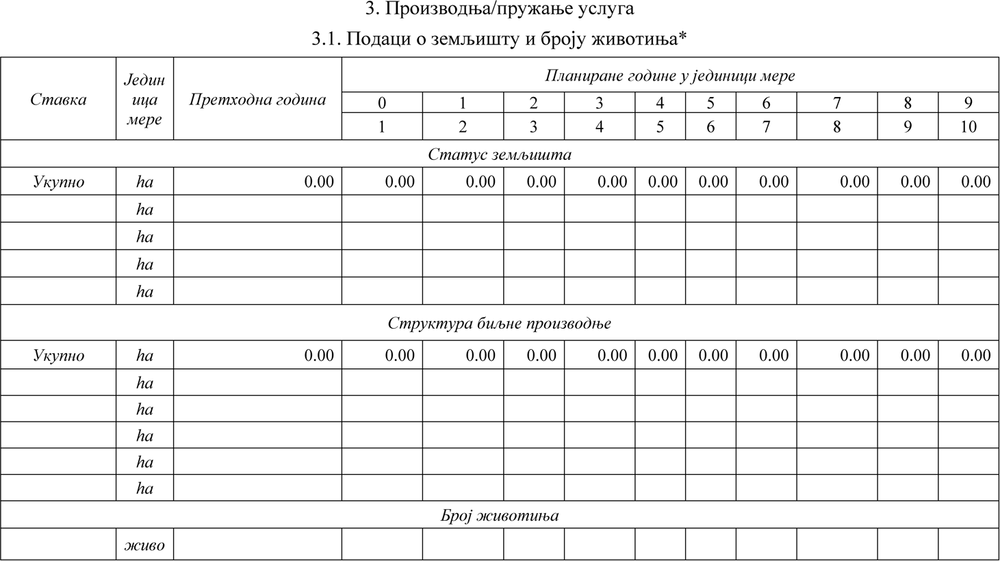 3. Производња/пружање услуга
3.1. Подаци о земљишту и броју животиња*
Ставка Једин Претходна година Планиране године у јединици мере
ица
мере
0 1 2 3 4 5 6 7 8 9
1 2 3 4 5 6 7 8 9 10
Статус земљишта
Укупно ha 0.00 0.00 0.00 0.00 0.00 0.00 0.00 0.00 0.00 0.00 0.00
ha
ha
ha
ha
Структура биљне производње
Укупно ha 0.00 0.00 0.00 0.00 0.00 0.00 0.00 0.00 0.00 0.00 0.00
ha
ha
ha
ha
ha
Број животиња
живо